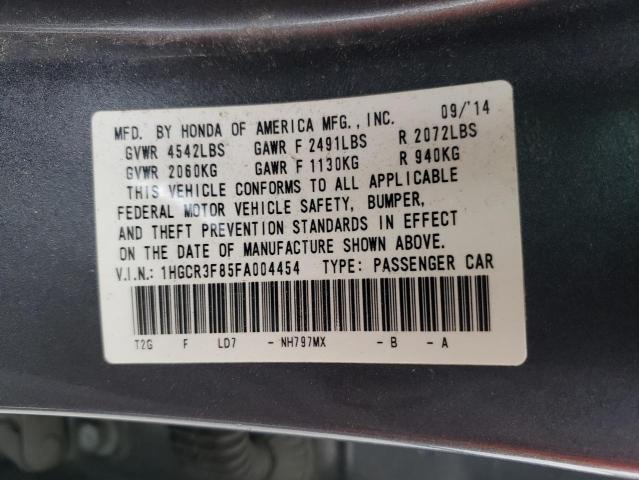 MFD. BY HONDA OF AMERICA MFG., INC. 09/'14
GVWR 4542LBS GAWR F 2491LBS R 2072LBS
GVWR 2060KG GAWR F 1130KG R 940KG
THIS VEHICLE CONFORMS TO ALL APPLICABLE
FEDERAL MOTOR VEHICLE SAFETY, BUMPER,
AND THEFT PREVENTION STANDARDS IN EFFECT
ON THE DATE OF MANUFACTURE SHOWN ABOVE.
V.I.N.: 1HGCR3F85FA004454 TYPE: PASSENGER CAR
T2G F LD7 - NH797MX - B - A